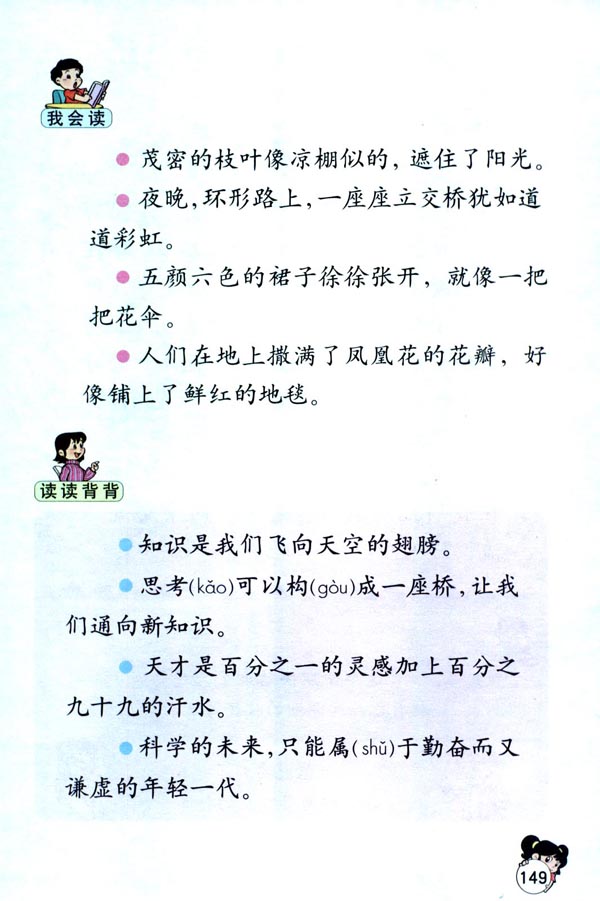 我会读
茂密的枝叶像凉棚似的，遮住了阳光。
夜晚，环形路上，一座座立交桥犹如道
道彩虹。
五颜六色的裙子徐徐张开，就像一把
把花伞。
人们在地上撒满了凤凰花的花瓣，好
像铺上了鲜红的地毯。
读读背背
知识是我们飞向天空的翅膀。
思考(kǎo)可以构(gòu)成一座桥，让我
们通向新知识。
天才是百分之一的灵感加上百分之
九十九的汗水。
科学的未来，只能属(shǔ)于勤奋而又
谦虚的年轻一代。
149